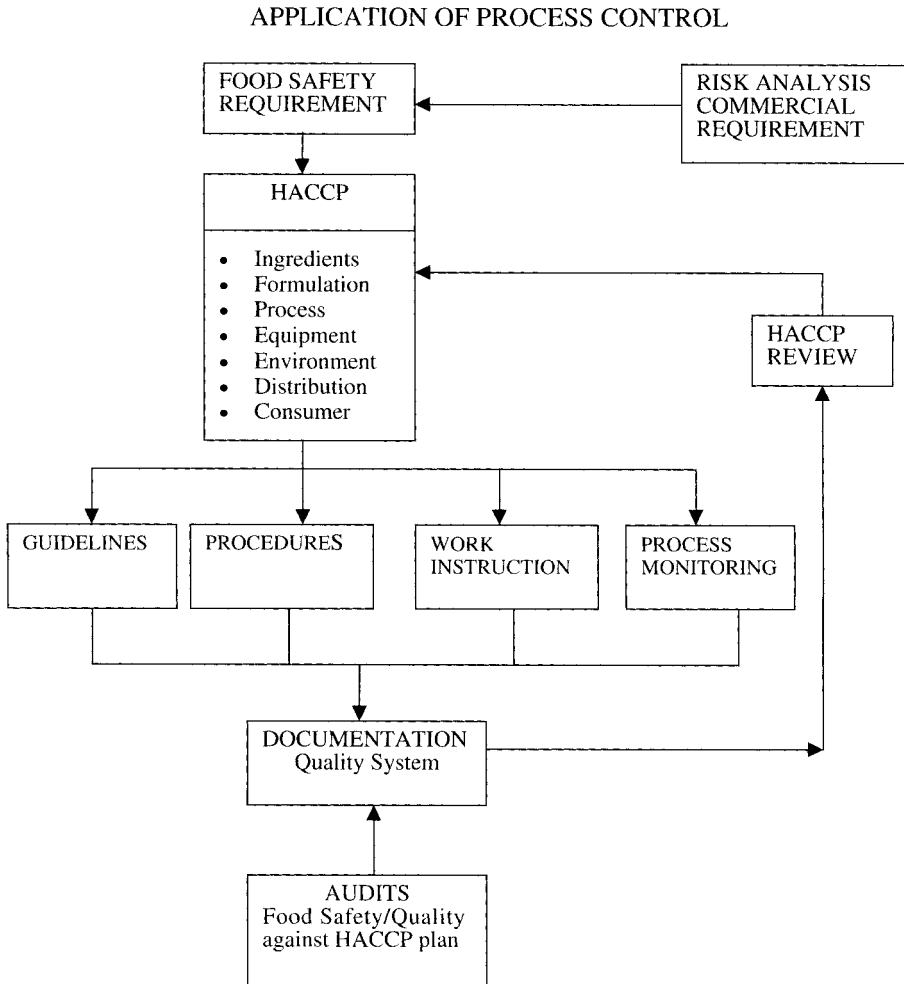 APPLICATION OF PROCESS CONTROL
FOOD SAFETY
REQUIREMENT
RISK ANALYSIS
COMMERCIAL
REQUIREMENT
HACCP
• Ingredients
• Formulation
• Process
• Equipment
• Environment
• Distribution
• Consumer
HACCP
REVIEW
GUIDELINES
PROCEDURES
WORK
INSTRUCTION
PROCESS
MONITORING
DOCUMENTATION
Quality System
AUDITS
Food Safety/Quality
against HACCP plan